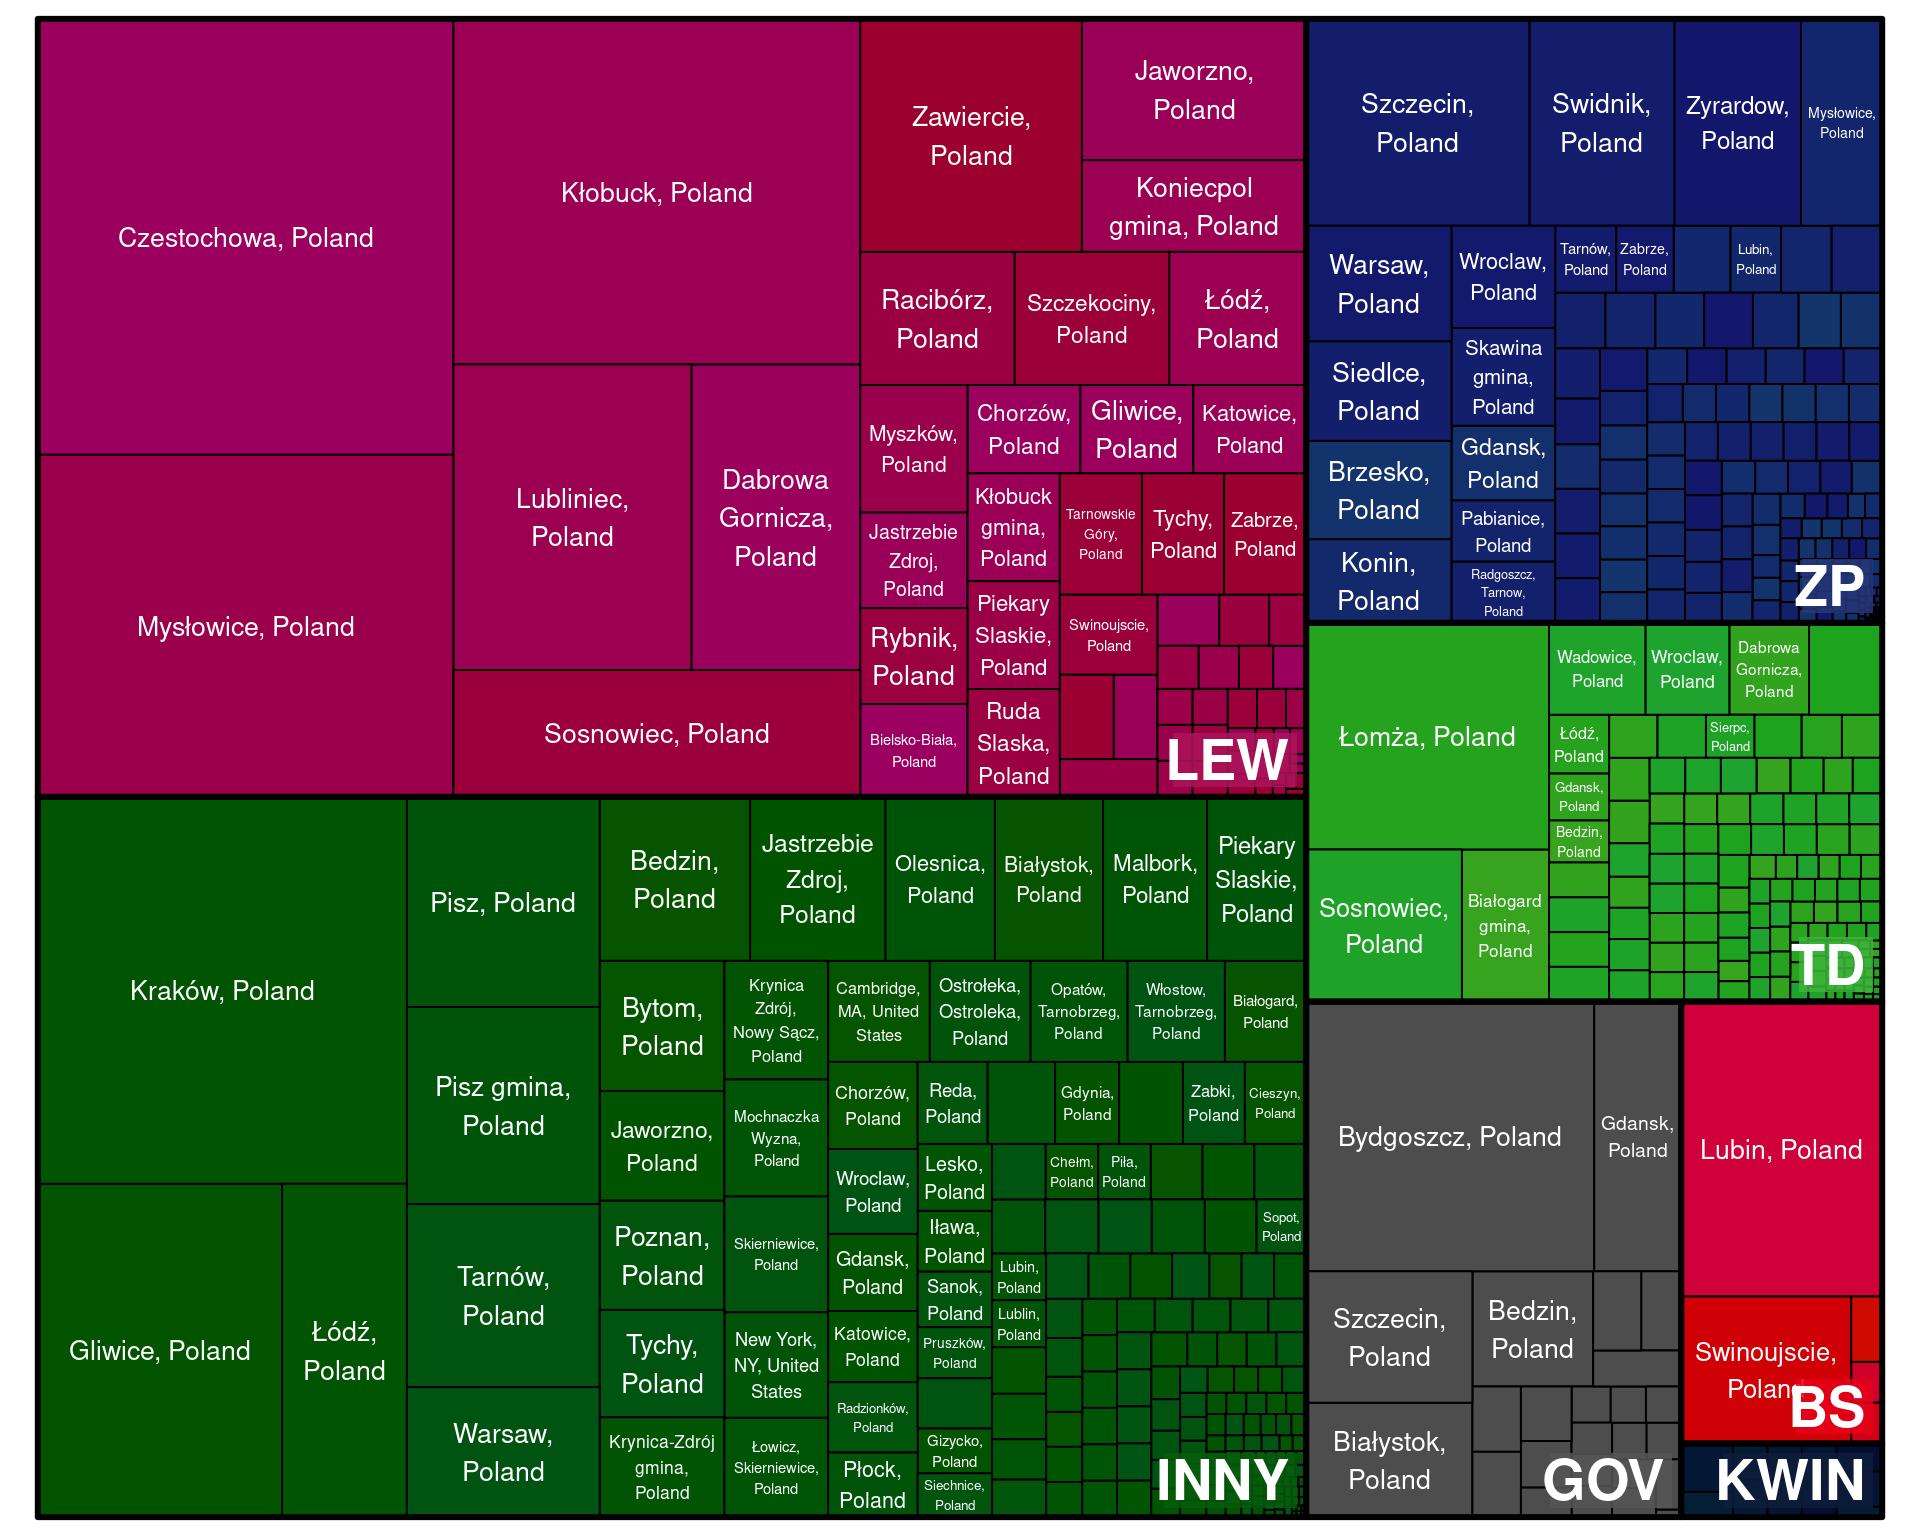 Czestochowa, Poland
Mysłowice, Poland
Kłobuck, Poland
Lubliniec,
Poland
Dabrowa
Gornicza,
Poland
Sosnowiec, Poland
Zawiercie,
Poland
Jaworzno,
Poland
Koniecpol
gmina, Poland
Racibórz,
Poland
Szczekociny,
Poland
Łódź,
Poland
Myszków,
Poland
Jastrzebie
Zdroj,
Poland
Rybnik,
Poland
Bielsko-Biała,
Poland
Chorzów,
Poland
Gliwice,
Poland
Katowice,
Poland
Kłobuck
gmina,
Poland
Piekary
Slaskie,
Poland
Ruda
Slaska,
Poland
Tarnowskie
Góry,
Poland
Tychy,
Poland
Zabrze,
Poland
Swinoujscie,
Poland
LEW
Szczecin,
Poland
Swidnik,
Poland
Zyrardow,
Poland
Mysłowice,
Poland
Warsaw,
Poland
Siedlce,
Poland
Brzesko,
Poland
Konin,
Poland
Wroclaw,
Poland
Skawina
gmina,
Poland
Gdansk,
Poland
Pabianice,
Poland
Radgoszcz,
Tarnow,
Poland
Tarnów,
Poland
Zabrze,
Poland
Lubin,
Poland
ZP
Łomża, Poland
Sosnowiec,
Poland
Białogard
gmina,
Poland
Wadowice,
Poland
Wroclaw,
Poland
Dabrowa
Gornicza,
Poland
Łódź,
Poland
Gdansk,
Poland
Bedzin,
Poland
Sierpc,
Poland
TD
Kraków, Poland
Gliwice, Poland
Łódź,
Poland
Pisz, Poland
Pisz gmina,
Poland
Tarnów,
Poland
Warsaw,
Poland
Bedzin,
Poland
Jastrzebie
Zdroj,
Poland
Olesnica,
Poland
Białystok,
Poland
Malbork,
Poland
Piekary
Slaskie,
Poland
Bytom,
Poland
Jaworzno,
Poland
Poznan,
Poland
Tychy,
Poland
Krynica-Zdrój
gmina,
Poland
Krynica
Zdrój,
Nowy Sącz,
Poland
Mochnaczka
Wyzna,
Poland
Skierniewice,
Poland
New York,
NY, United
States
Łowicz,
Skierniewice,
Poland
Cambridge,
MA, United
States
Ostrołeka,
Ostroleka,
Poland
Opatów,
Tarnobrzeg,
Poland
Włostow,
Tarnobrzeg,
Poland
Białogard,
Poland
Chorzów,
Poland
Wroclaw,
Poland
Gdansk,
Poland
Katowice,
Poland
Radzionków,
Poland
Płock,
Poland
Reda,
Poland
Gdynia,
Poland
Zabki,
Poland
Cieszyn,
Poland
Lesko,
Poland
Iława,
Poland
Sanok,
Poland
Pruszków,
Poland
Gizycko,
Poland
Siechnice,
Poland
Chełm,
Poland
Piła,
Poland
Sopot,
Poland
Lubin,
Poland
Lublin,
Poland
INNY
Bydgoszcz, Poland
Gdansk,
Poland
Szczecin,
Poland
Bedzin,
Poland
Białystok,
Poland
GOV
Lubin, Poland
Swinoujscie,
Poland
BS
KWIN